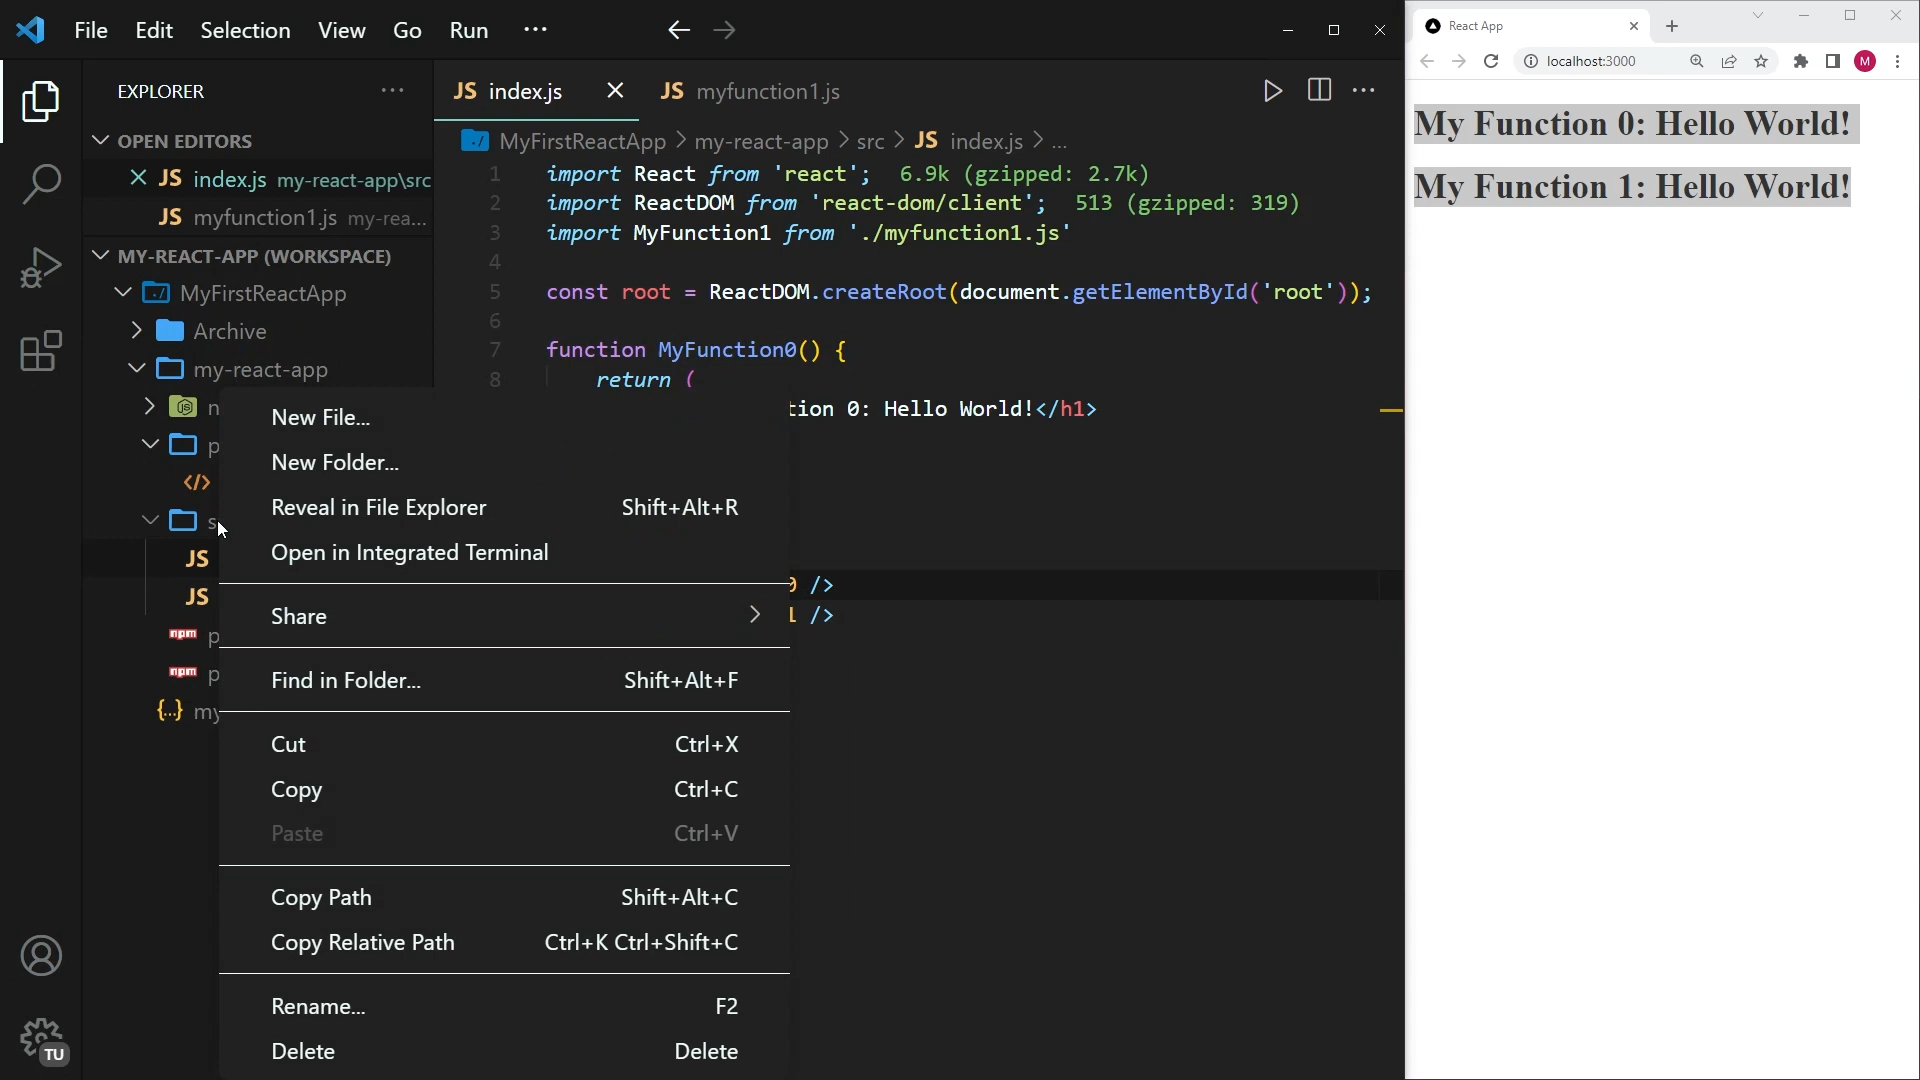 File Edit Selection View Go Run ···
EXPLORER ···
OPEN EDITORS
JS index.js my-react-app\src
JS myfunction1.js my-rea...
MY-REACT-APP (WORKSPACE)
MyFirstReactApp
Archive
my-react-app
n
p
</>
s
JS
JS
npm p
npm p
{..} my
TU
New File...
New Folder...
Reveal in File Explorer Shift+Alt+R
Open in Integrated Terminal
Share
Find in Folder... Shift+Alt+F
Cut Ctrl+X
Copy Ctrl+C
Paste Ctrl+V
Copy Path Shift+Alt+C
Copy Relative Path Ctrl+K Ctrl+Shift+C
Rename... F2
Delete Delete
JS index.js JS myfunction1.js ···
MyFirstReactApp > my-react-app > src > JS index.js > ...
1 import React from 'react'; 6.9k (gzipped: 2.7k)
2 import ReactDOM from 'react-dom/client'; 513 (gzipped: 319)
3 import MyFunction1 from './myfunction1.js'
4
5 const root = ReactDOM.createRoot(document.getElementById('root'));
6
7 function MyFunction0() {
8 return (
tion 0: Hello World!</h1>
0 />
1 />
React App
localhost:3000 M
My Function 0: Hello World!
My Function 1: Hello World!